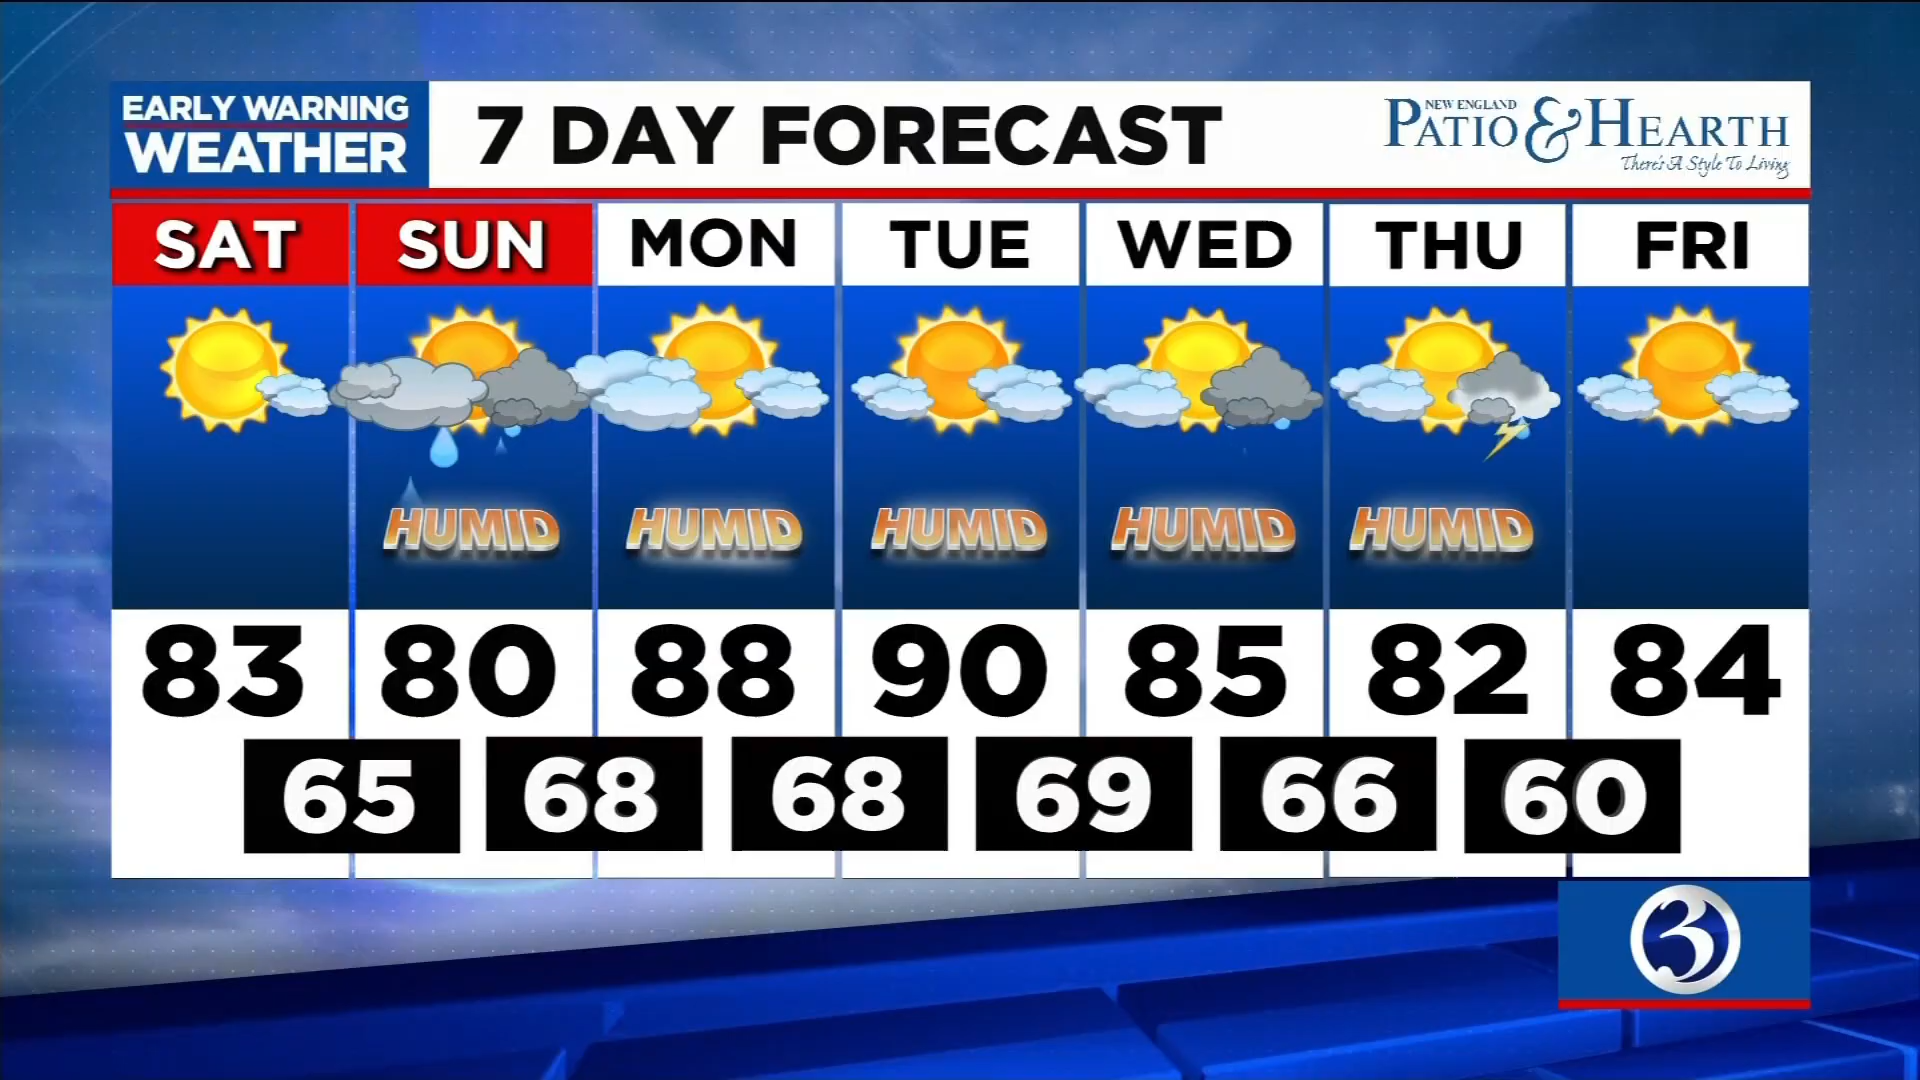 EARLY WARNING
WEATHER
7 DAY FORECAST
NEW ENGLAND
PATIO & HEARTH
There's A Style To Living
SAT SUN MON TUE WED THU FRI
HUMID HUMID HUMID HUMID HUMID
83 80 88 90 85 82 84
65 68 68 69 66 60
3